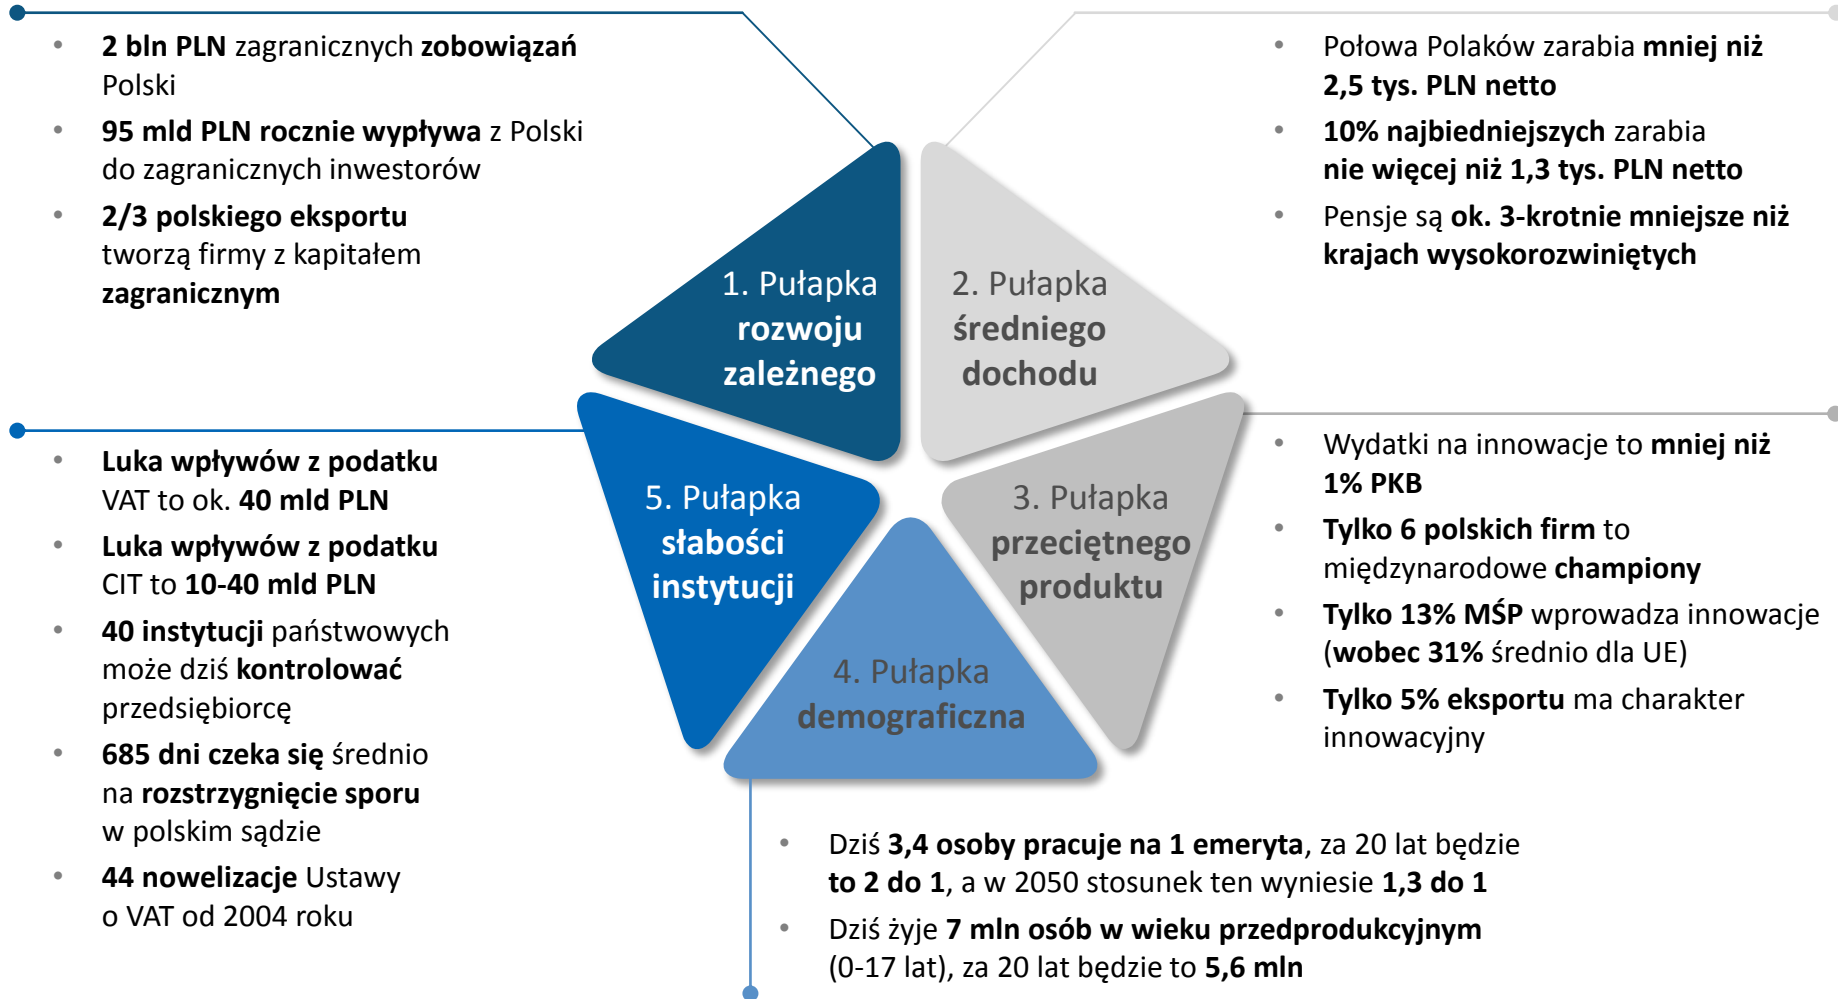 • 2 bln PLN zagranicznych zobowiązań
Polski
• 95 mld PLN rocznie wypływa z Polski
do zagranicznych inwestorów
• 2/3 polskiego eksportu
tworzą firmy z kapitałem
zagranicznym
1. Pułapka
rozwoju
zależnego
• Połowa Polaków zarabia mniej niż
2,5 tys. PLN netto
• 10% najbiedniejszych zarabia
nie więcej niż 1,3 tys. PLN netto
• Pensje są ok. 3-krotnie mniejsze niż
krajach wysokorozwiniętych
2. Pułapka
średniego
dochodu
• Wydatki na innowacje to mniej niż
1% PKB
• Tylko 6 polskich firm to
międzynarodowe championy
• Tylko 13% MŚP wprowadza innowacje
(wobec 31% średnio dla UE)
• Tylko 5% eksportu ma charakter
innowacyjny
3. Pułapka
przeciętnego
produktu
4. Pułapka
demograficzna
• Dziś 3,4 osoby pracuje na 1 emeryta, za 20 lat będzie
to 2 do 1, a w 2050 stosunek ten wyniesie 1,3 do 1
• Dziś żyje 7 mln osób w wieku przedprodukcyjnym
(0-17 lat), za 20 lat będzie to 5,6 mln
5. Pułapka
słabości
instytucji
• Luka wpływów z podatku
VAT to ok. 40 mld PLN
• Luka wpływów z podatku
CIT to 10-40 mld PLN
• 40 instytucji państwowych
może dziś kontrolować
przedsiębiorcę
• 685 dni czeka się średnio
na rozstrzygnięcie sporu
w polskim sądzie
• 44 nowelizacje Ustawy
o VAT od 2004 roku